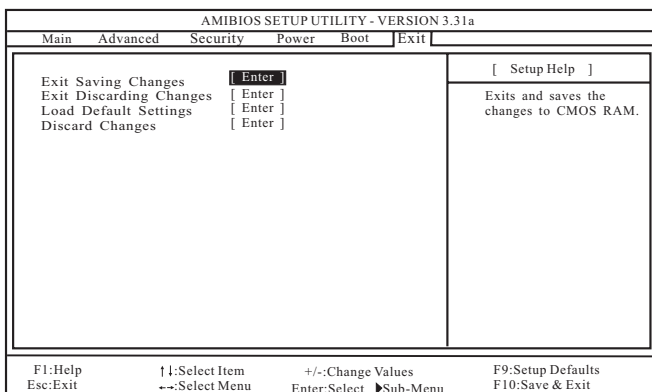 AMIBIOS SETUP UTILITY - VERSION 3.31a
Main Advanced Security Power Boot Exit
Exit Saving Changes [ Enter ]
Exit Discarding Changes [ Enter ]
Load Default Settings [ Enter ]
Discard Changes [ Enter ]
[ Setup Help ]
Exits and saves the
changes to CMOS RAM.
F1:Help ↑↓:Select Item +/-:Change Values F9:Setup Defaults
Esc:Exit ←→:Select Menu Enter:Select ▶Sub-Menu F10:Save & Exit